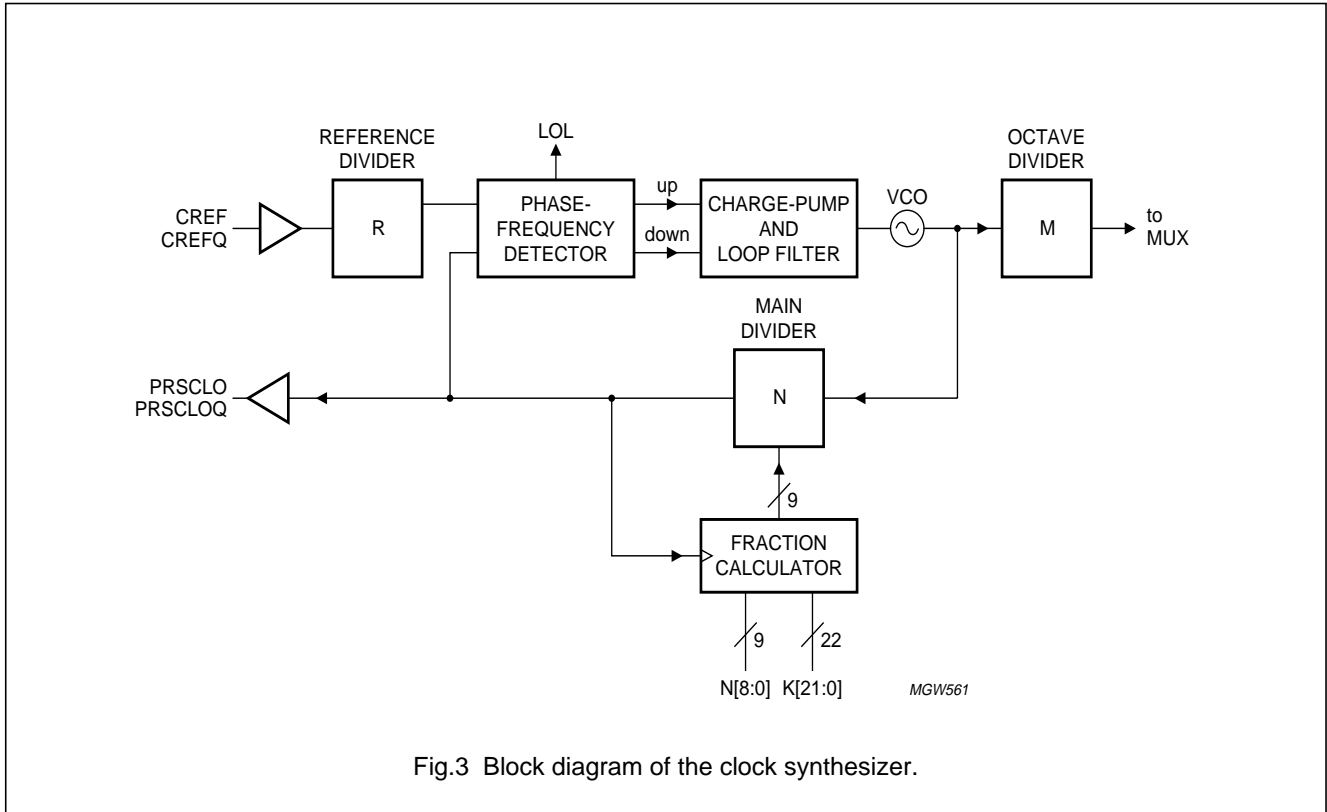 REFERENCE
DIVIDER
LOL
OCTAVE
DIVIDER
CREF
CREFQ
R
PHASE-
FREQUENCY
DETECTOR
up
down
CHARGE-PUMP
AND
LOOP FILTER
VCO
M
to
MUX
MAIN
DIVIDER
PRSCLO
PRSCLOQ
N
9
FRACTION
CALCULATOR
9
22
N[8:0] K[21:0]
MGW561
Fig.3 Block diagram of the clock synthesizer.